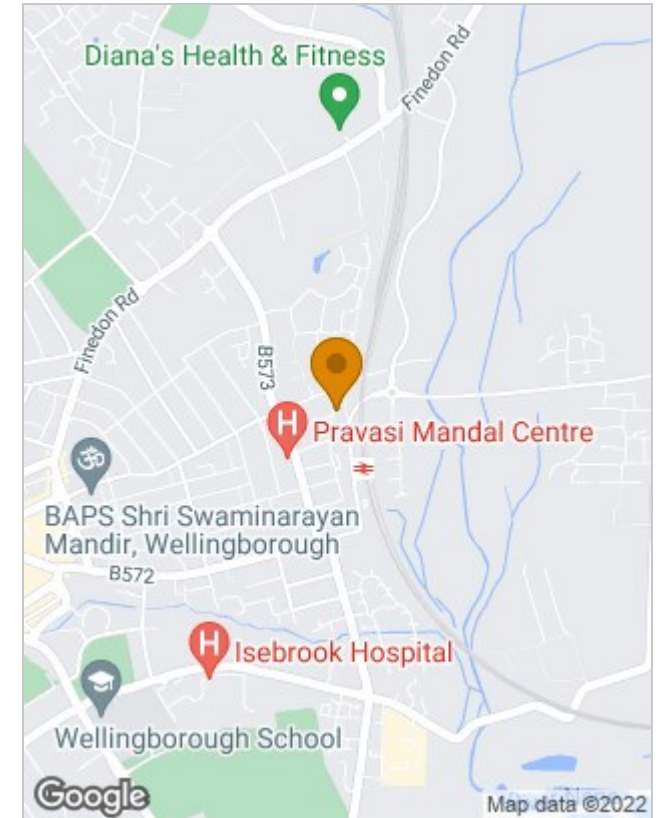 Diana's Health & Fitness
Finedon Rd
Finedon Rd
B573
H
Pravasi Mandal Centre
ॐ
BAPS Shri Swaminarayan
Mandir, Wellingborough
B572
H
Isebrook Hospital
Wellingborough School
Google
Map data ©2022